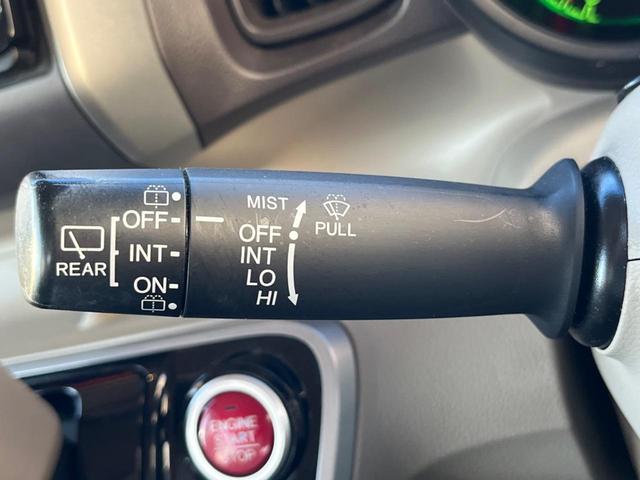 OFF
INT
ON
REAR
MIST
OFF
INT
LO
HI
PULL
ENGINE
START
STOP